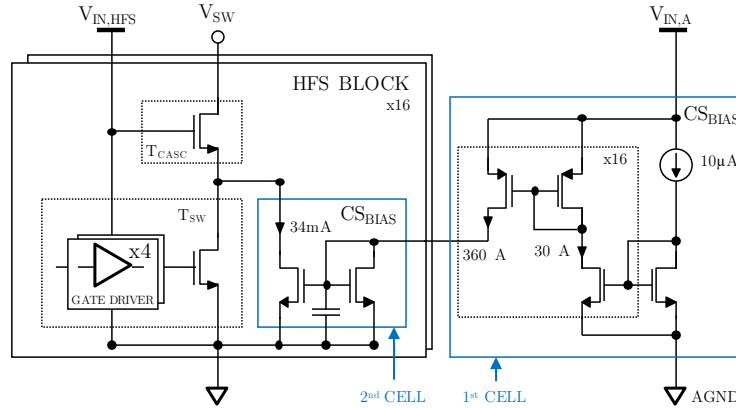 V_IN,HFS
V_SW
V_IN,A
HFS BLOCK
x16
CS_BIAS
x16
T_CASC
10μA
T_SW
CS_BIAS
34mA
x4
360 A
30 A
GATE DRIVER
2nd CELL
1st CELL
AGND